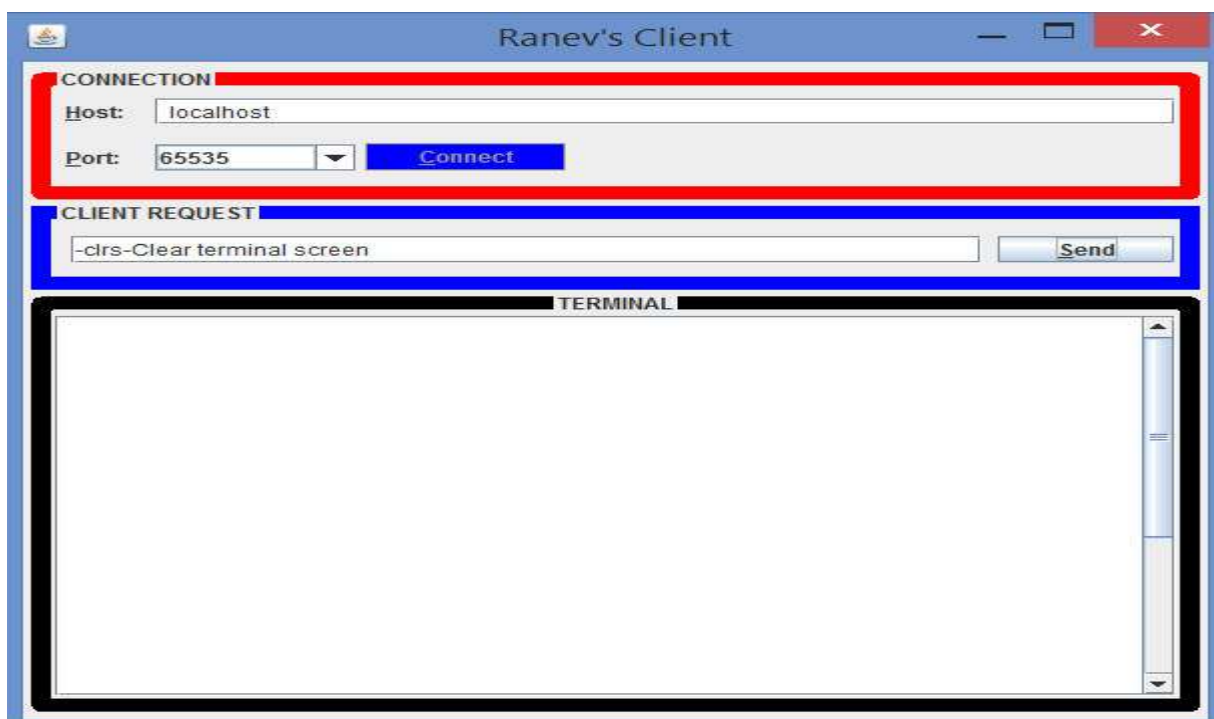 Ranev's Client
CONNECTION
Host: localhost
Port: 65535 Connect
CLIENT REQUEST
-clrs-Clear terminal screen Send
TERMINAL